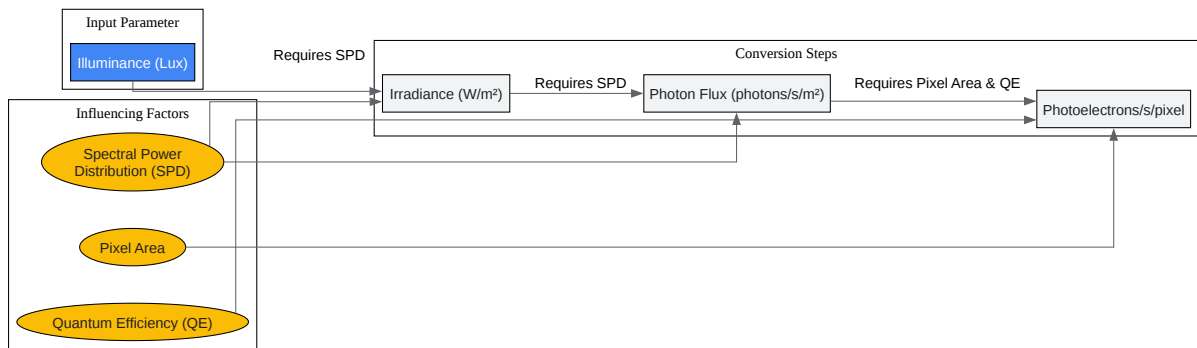 Input Parameter
Illuminance (Lux)
Requires SPD
Conversion Steps
Irradiance (W/m²)
Requires SPD
Photon Flux (photons/s/m²)
Requires Pixel Area & QE
Photoelectrons/s/pixel
Influencing Factors
Spectral Power
Distribution (SPD)
Pixel Area
Quantum Efficiency (QE)